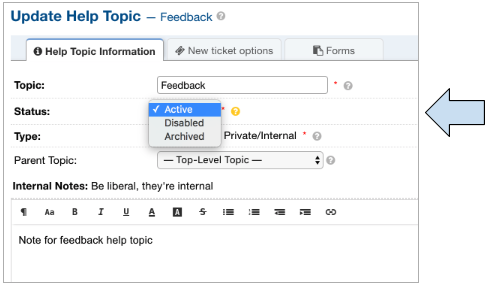 Update Help Topic — Feedback
Help Topic Information New ticket options Forms
Topic: Feedback *
Status: ✓ Active *
Disabled
Archived
Type: Private/Internal *
Parent Topic: — Top-Level Topic —
Internal Notes: Be liberal, they're internal
¶ Aa B I U A A S
Note for feedback help topic